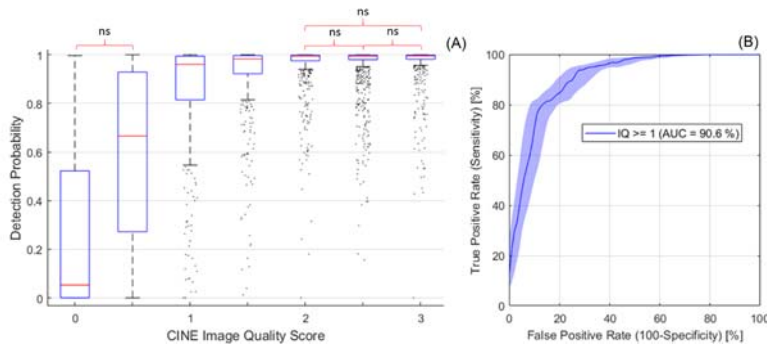 ns
ns
ns
ns
(A)
(B)
Detection Probability
1
0.8
0.6
0.4
0.2
0
0
1
2
3
CINE Image Quality Score
True Positive Rate (Sensitivity) [%]
100
80
60
40
20
0
IQ >= 1 (AUC = 90.6 %)
0
20
40
60
80
100
False Positive Rate (100-Specificity) [%]